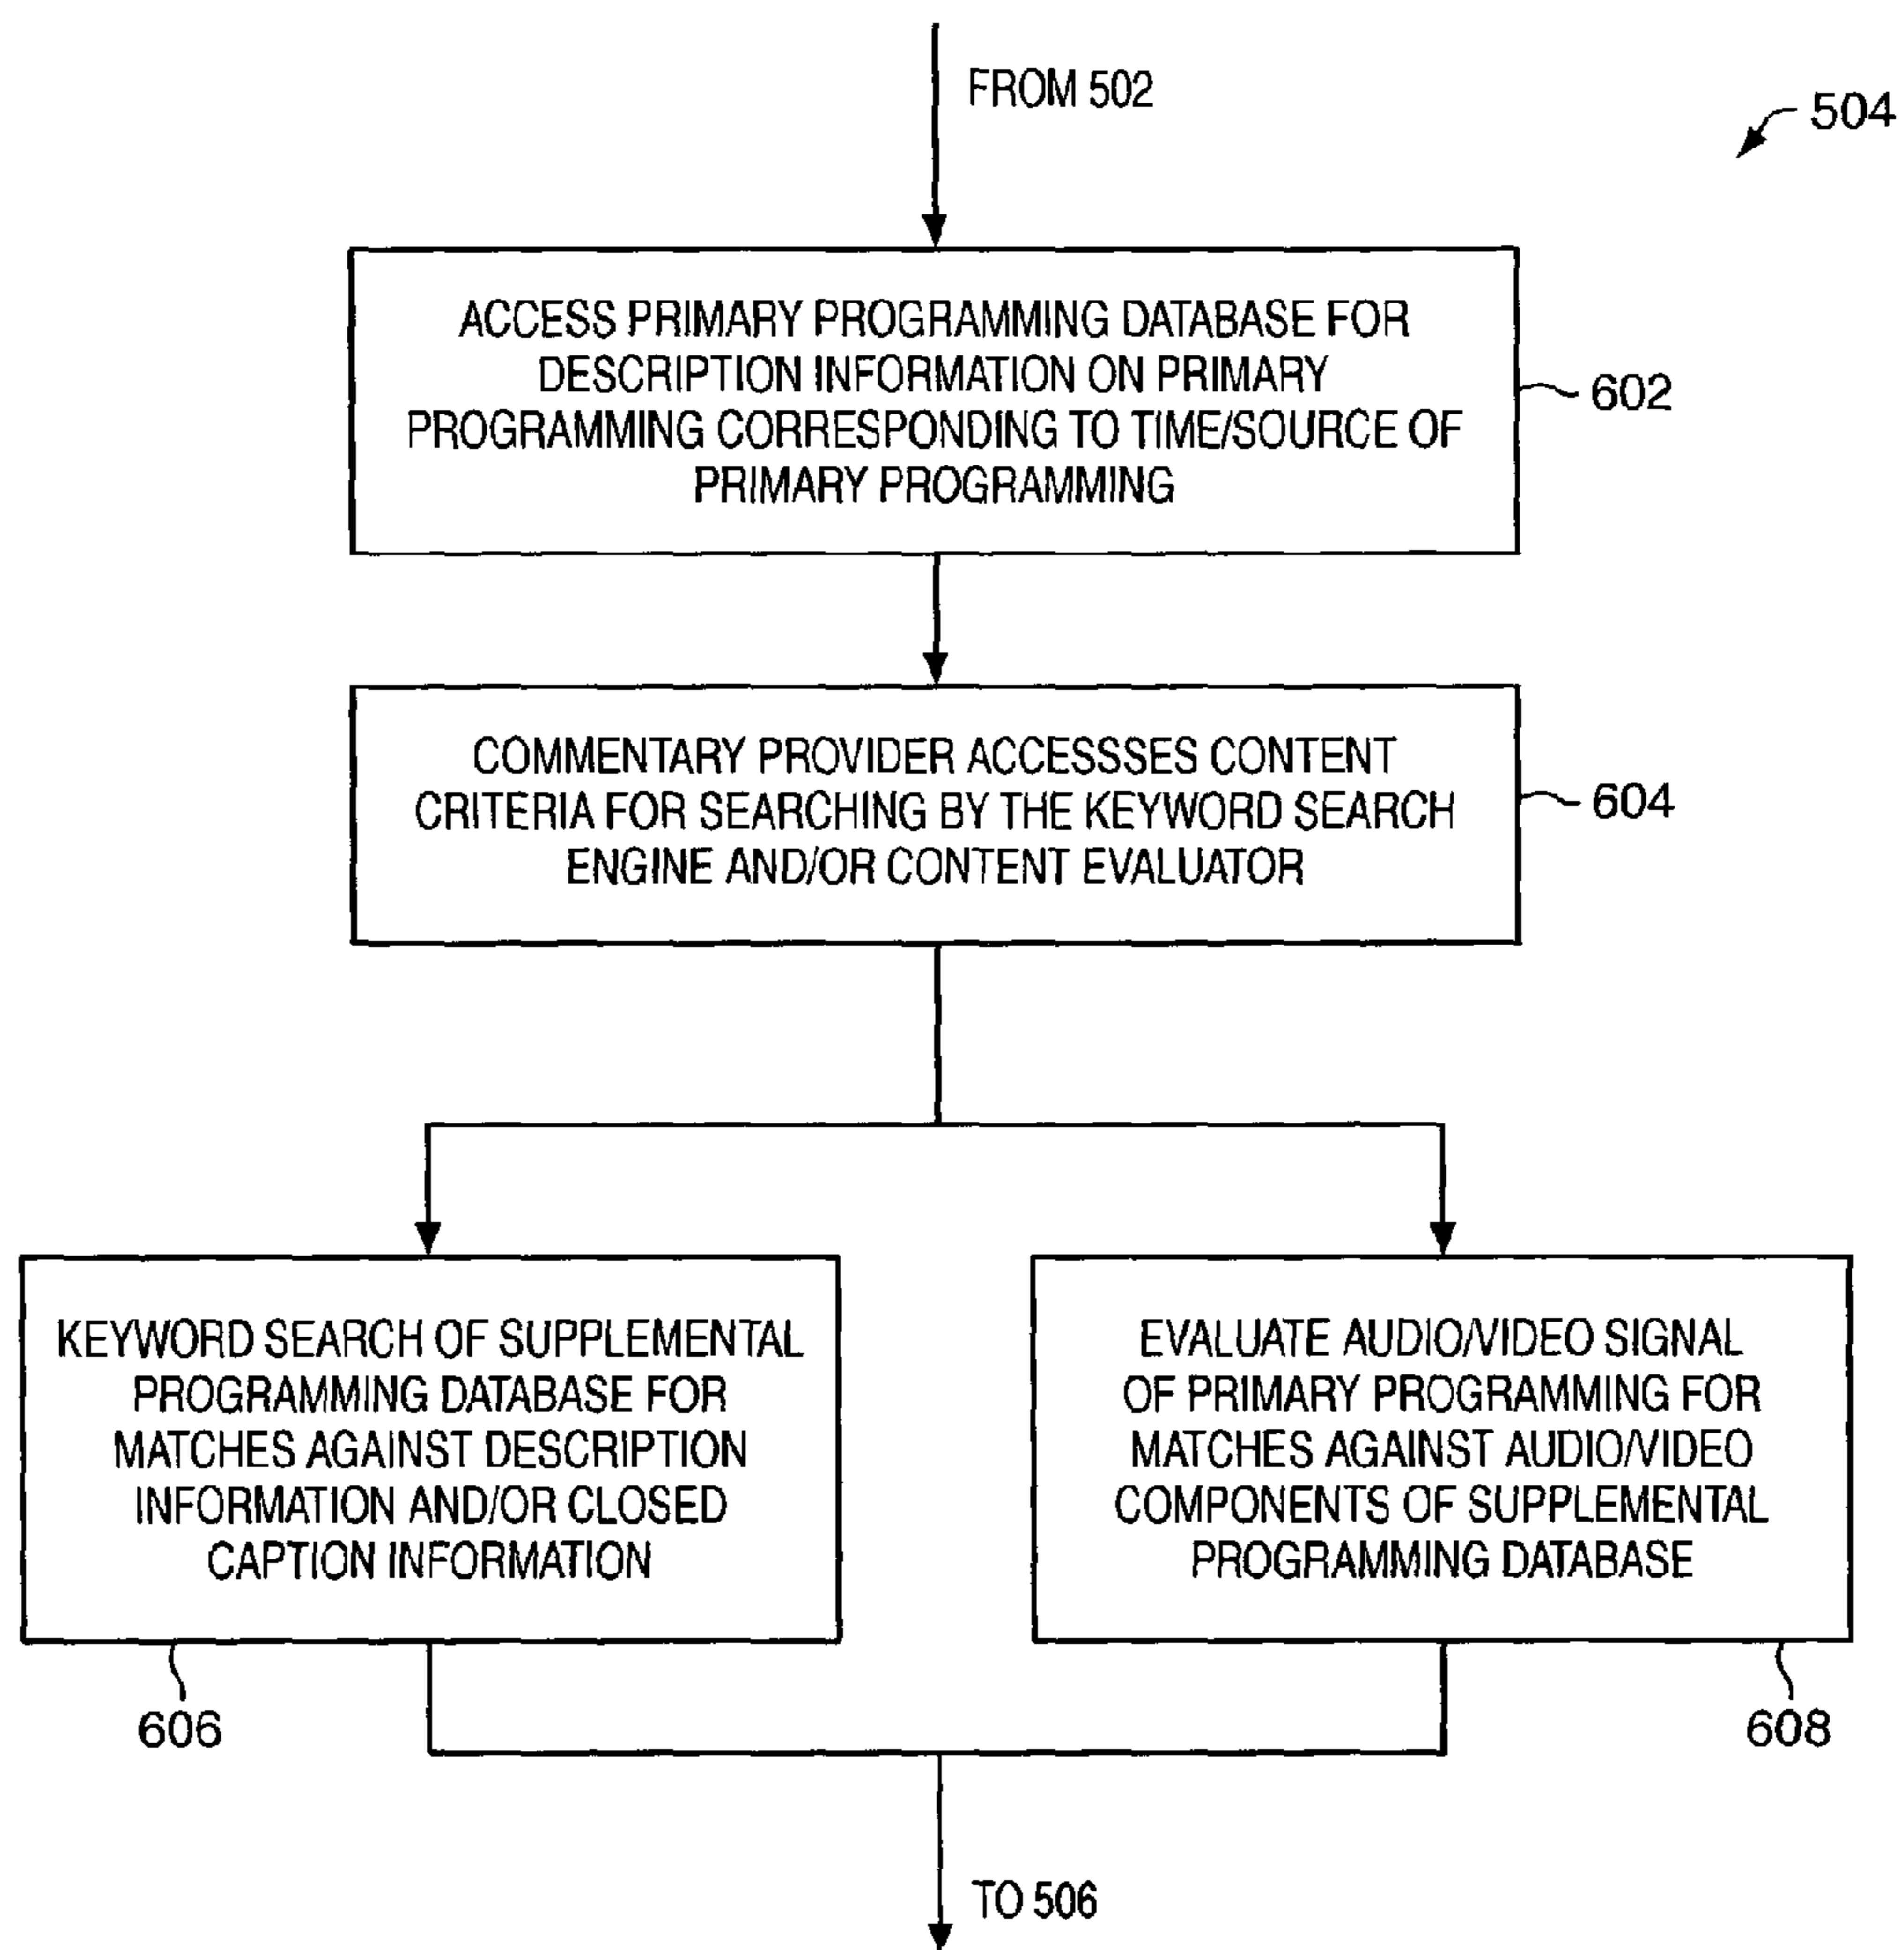 FROM 502
504
ACCESS PRIMARY PROGRAMMING DATABASE FOR
DESCRIPTION INFORMATION ON PRIMARY
PROGRAMMING CORRESPONDING TO TIME/SOURCE OF
PRIMARY PROGRAMMING
602
COMMENTARY PROVIDER ACCESSSES CONTENT
CRITERIA FOR SEARCHING BY THE KEYWORD SEARCH
ENGINE AND/OR CONTENT EVALUATOR
604
KEYWORD SEARCH OF SUPPLEMENTAL
PROGRAMMING DATABASE FOR
MATCHES AGAINST DESCRIPTION
INFORMATION AND/OR CLOSED
CAPTION INFORMATION
606
EVALUATE AUDIO/VIDEO SIGNAL
OF PRIMARY PROGRAMMING FOR
MATCHES AGAINST AUDIO/VIDEO
COMPONENTS OF SUPPLEMENTAL
PROGRAMMING DATABASE
608
TO 506